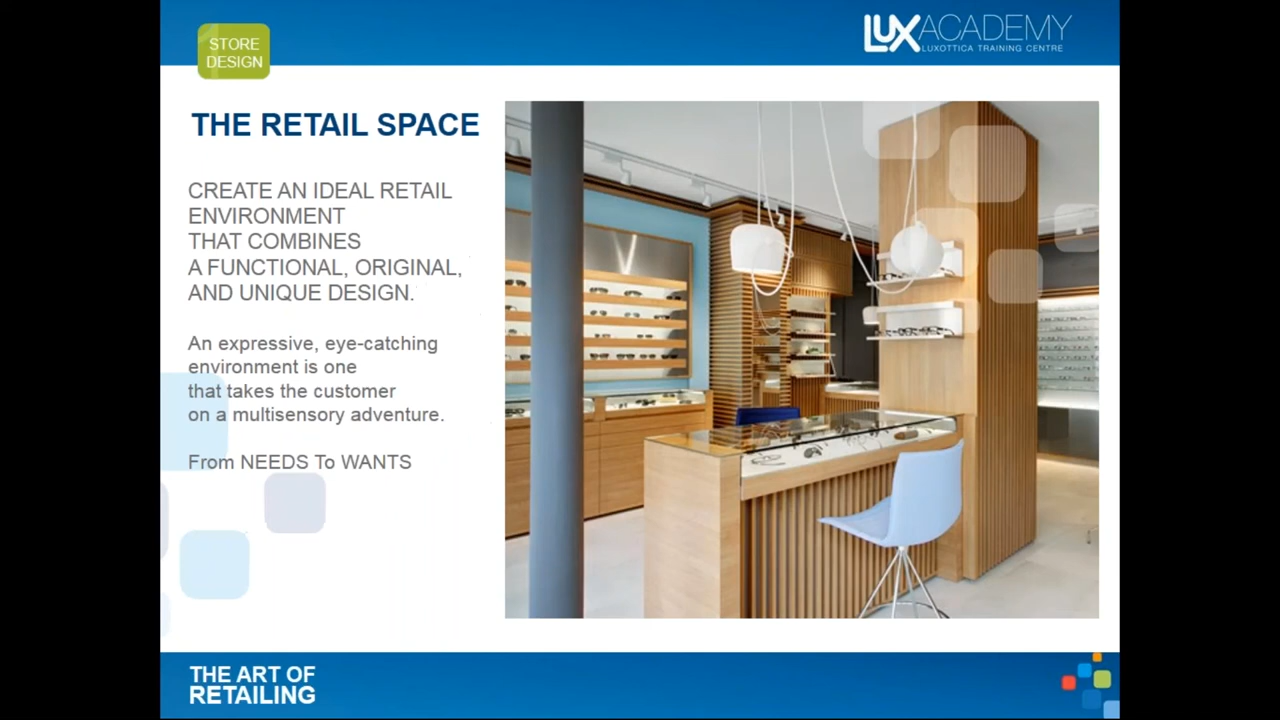 STORE
DESIGN
LUXACADEMY
LUXOTTICA TRAINING CENTRE
THE RETAIL SPACE
CREATE AN IDEAL RETAIL
ENVIRONMENT
THAT COMBINES
A FUNCTIONAL, ORIGINAL,
AND UNIQUE DESIGN.
An expressive, eye-catching
environment is one
that takes the customer
on a multisensory adventure.
From NEEDS To WANTS
THE ART OF
RETAILING